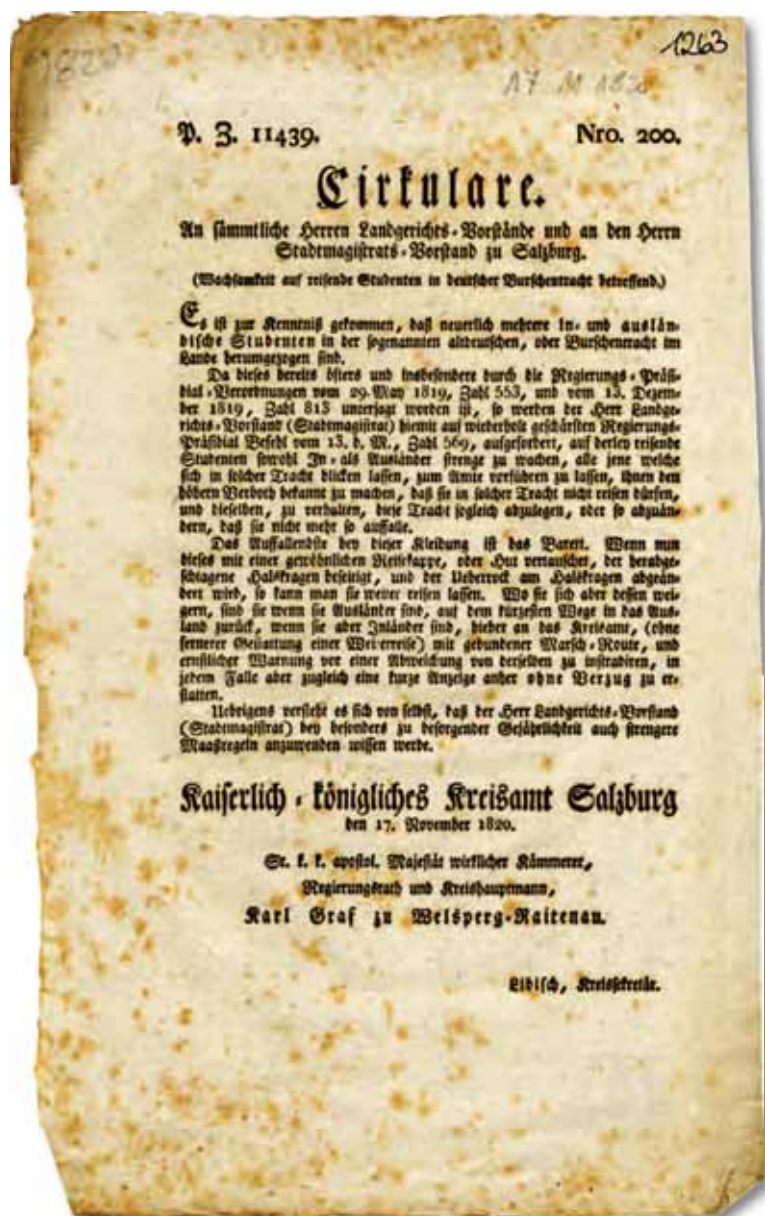 1263
1820
17 11 1820
P. Z. 11439. Nro. 200.
Cirkulare.
An sämmtliche Herren Landgerichts-Vorstände und an den Herrn
Stadtmagistrats-Vorstand zu Salzburg.
(Wachsamkeit auf reisende Studenten in deutscher Burschentracht betreffend.)
Es ist zur Kenntniß gekommen, daß neuerlich mehrere In- und auslän-
dische Studenten in der sogenannten altdeutschen, oder Burschentracht im
Lande herumgezogen sind.
Da dieses bereits öfters und insbesondere durch die Regierungs-Präsi-
dial-Verordnungen vom 29. May 1819, Zahl 553, und vom 13. Dezem-
ber 1819, Zahl 813 untersagt worden ist, so werden der Herr Landge-
richts-Vorstand (Stadtmagistrat) hiemit auf wiederholt geschärften Regierungs-
Präsidial Befehl vom 13. d. M., Zahl 569, aufgefordert, auf derley reisende
Studenten sowohl In- als Ausländer strenge zu wachen, alle jene welche
sich in solcher Tracht blicken lassen, zum Amte vorführen zu lassen, ihnen den
höhern Verboth bekannt zu machen, daß sie in solcher Tracht nicht reisen dürfen,
und dieselben, zu verhalten, diese Tracht sogleich abzulegen, oder so abzuän-
dern, daß sie nicht mehr so auffalle.
Das Auffallendste bey dieser Kleidung ist das Barett. Wenn nun
dieses mit einer gewöhnlichen Reisekappe, oder Hut vertauschet, der herabge-
schlagene Halskragen beseitigt, und der Ueberrock am Halskragen abgeän-
dert wird, so kann man sie weiter reisen lassen. Wo sie sich aber dessen wei-
gern, sind sie wenn sie Ausländer sind, auf dem kürzesten Wege in das Aus-
land zurück, wenn sie aber Inländer sind, hieher an das Kreisamt, (ohne
fernerer Gestattung einer Weiterreise) mit gebundener Marsch-Route, und
ernstlicher Warnung vor einer Abweichung von derselben zu instradiren, in
jedem Falle aber zugleich eine kurze Anzeige anher ohne Verzug zu er-
statten.
Uebrigens versteht es sich von selbst, daß der Herr Landgerichts-Vorstand
(Stadtmagistrat) bey besonders zu besorgender Gefährlichkeit auch strengere
Maaßregeln anzuwenden wissen werde.
Kaiserlich-königliches Kreisamt Salzburg
den 17. November 1820.
Sr. k. k. apostol. Majestät wirklicher Kämmerer,
Regierungsrath und Kreishauptmann,
Karl Graf zu Welsperg-Raitenau.
Libisch, Kreissekretär.